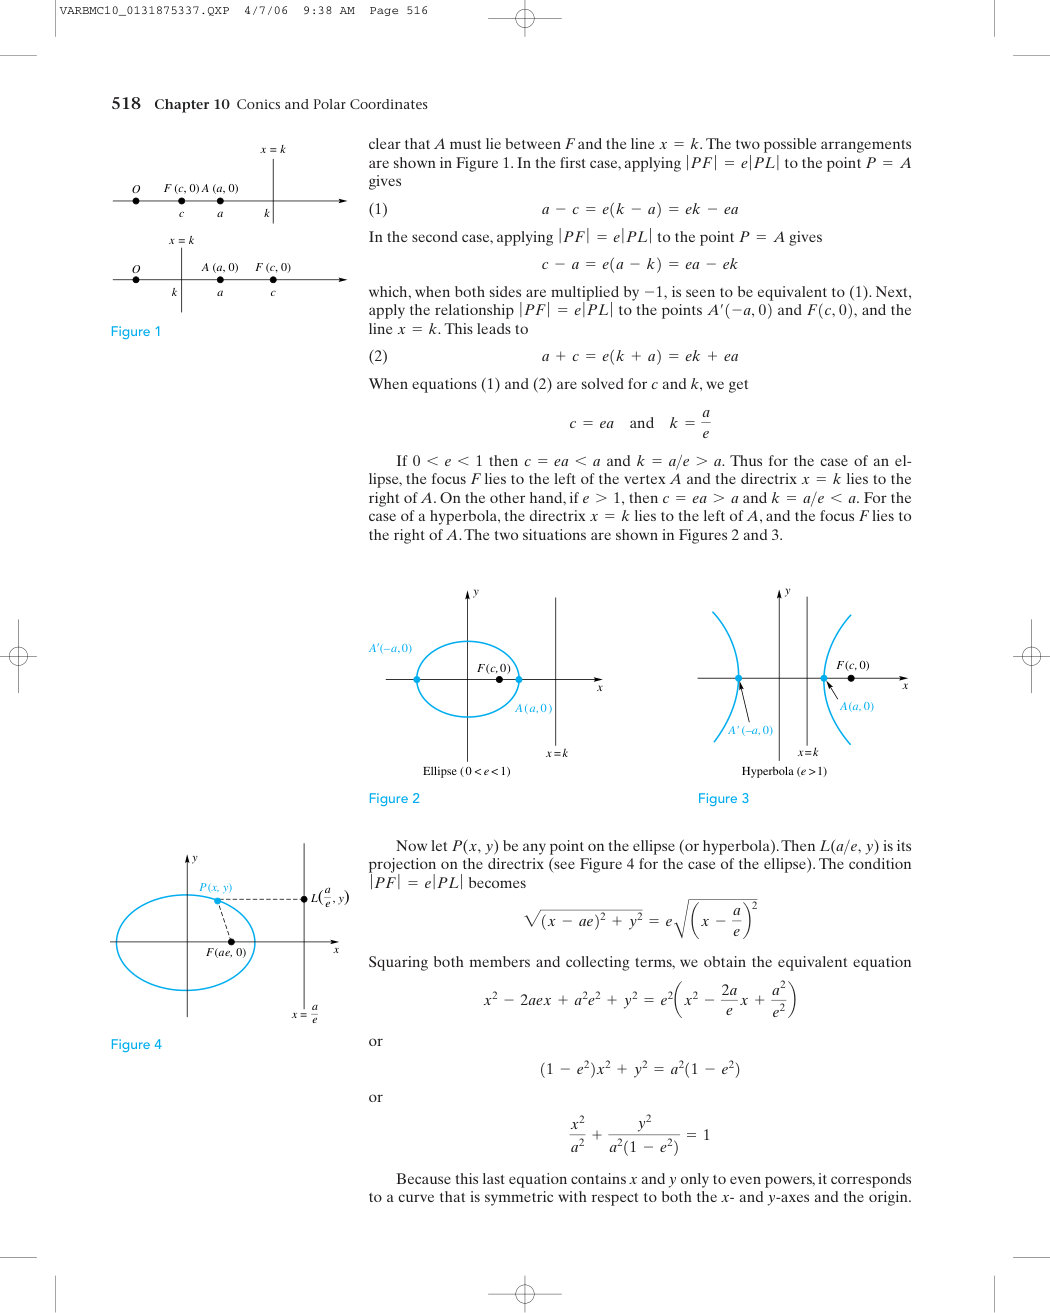 VARBMC10_0131875337.QXP 4/7/06 9:38 AM Page 516
518 Chapter 10 Conics and Polar Coordinates
x = k
O F (c, 0) A (a, 0)
c a k
x = k
O A (a, 0) F (c, 0)
k a c
Figure 1
clear that A must lie between F and the line x = k. The two possible arrangements
are shown in Figure 1. In the first case, applying |PF| = e|PL| to the point P = A
gives
(1) a − c = e(k − a) = ek − ea
In the second case, applying |PF| = e|PL| to the point P = A gives
c − a = e(a − k) = ea − ek
which, when both sides are multiplied by −1, is seen to be equivalent to (1). Next,
apply the relationship |PF| = e|PL| to the points A′(−a, 0) and F(c, 0), and the
line x = k. This leads to
(2) a + c = e(k + a) = ek + ea
When equations (1) and (2) are solved for c and k, we get
c = ea and k = a/e
If 0 < e < 1 then c = ea < a and k = a/e > a. Thus for the case of an el-
lipse, the focus F lies to the left of the vertex A and the directrix x = k lies to the
right of A. On the other hand, if e > 1, then c = ea > a and k = a/e < a. For the
case of a hyperbola, the directrix x = k lies to the left of A, and the focus F lies to
the right of A. The two situations are shown in Figures 2 and 3.
y
A′(−a, 0)
F(c, 0)
x
A(a, 0)
x = k
Ellipse (0 < e < 1)
Figure 2
y
F(c, 0)
x
A(a, 0)
A′(−a, 0)
x = k
Hyperbola (e > 1)
Figure 3
y
P(x, y)
L(a/e, y)
F(ae, 0)
x
x = a/e
Figure 4
Now let P(x, y) be any point on the ellipse (or hyperbola). Then L(a/e, y) is its
projection on the directrix (see Figure 4 for the case of the ellipse). The condition
|PF| = e|PL| becomes
√((x − ae)² + y²) = e√((x − a/e)²)
Squaring both members and collecting terms, we obtain the equivalent equation
x² − 2aex + a²e² + y² = e²(x² − 2a/e x + a²/e²)
or
(1 − e²)x² + y² = a²(1 − e²)
or
x²/a² + y²/(a²(1 − e²)) = 1
Because this last equation contains x and y only to even powers, it corresponds
to a curve that is symmetric with respect to both the x- and y-axes and the origin.